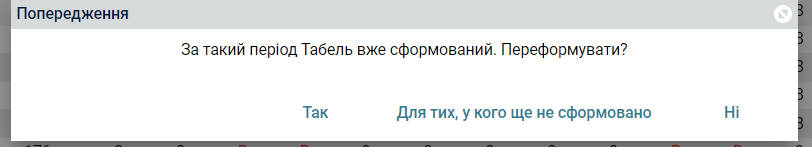 Попередження
За такий період Табель вже сформований. Переформувати?
Так Для тих, у кого ще не сформовано Ні